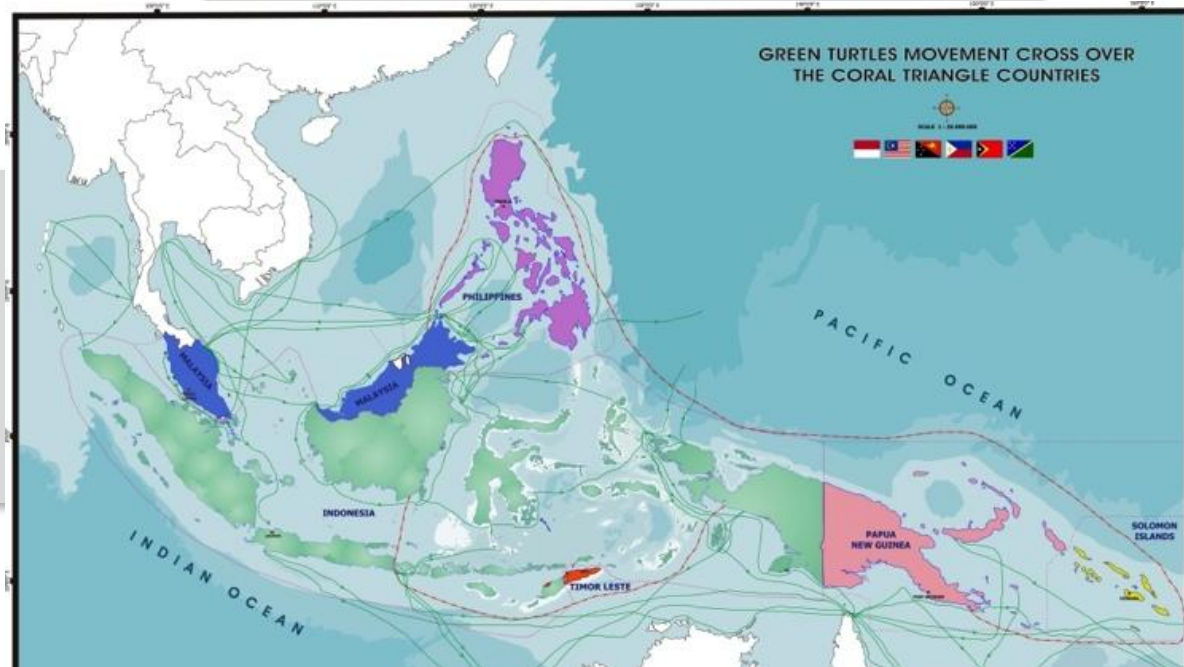 GREEN TURTLES MOVEMENT CROSS OVER
THE CORAL TRIANGLE COUNTRIES
PHILIPPINES
PACIFIC OCEAN
MALAYSIA
MALAYSIA
INDONESIA
PAPUA
NEW GUINEA
SOLOMON
ISLANDS
TIMOR LESTE
INDIAN OCEAN